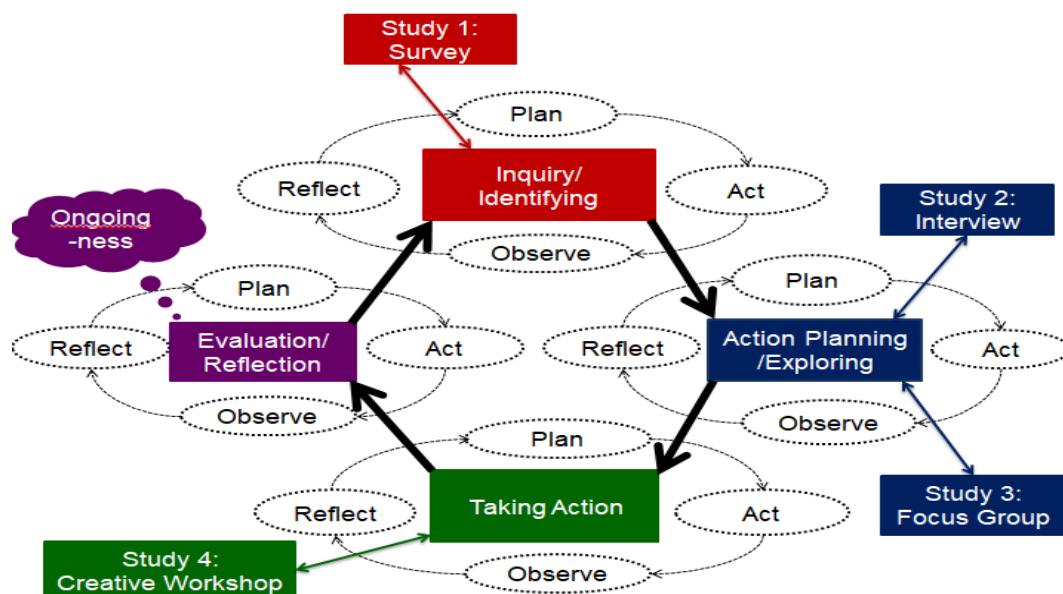 Study 1:
Survey
Plan
Inquiry/
Identifying
Reflect
Act
Observe
Ongoing
-ness
Study 2:
Interview
Plan
Evaluation/
Reflection
Reflect
Act
Observe
Plan
Action Planning
/Exploring
Reflect
Act
Observe
Plan
Taking Action
Reflect
Act
Observe
Study 3:
Focus Group
Study 4:
Creative Workshop